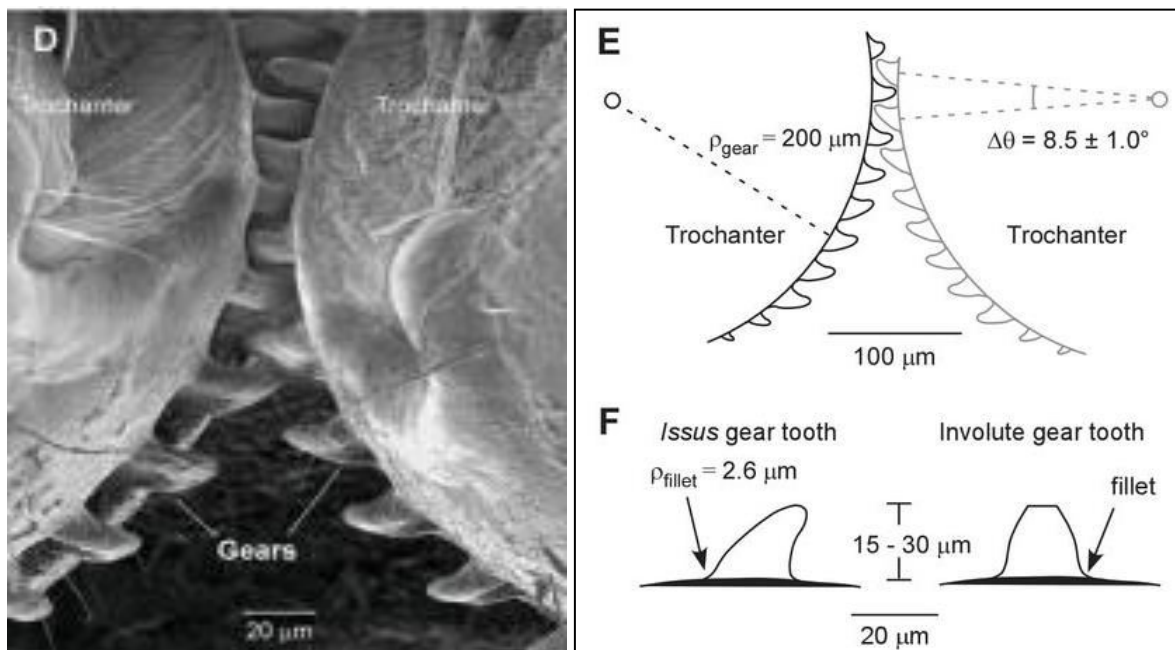 D
Trochanter
Trochanter
Gears
20 μm
E
ρgear = 200 μm
Δθ = 8.5 ± 1.0°
Trochanter
Trochanter
100 μm
F
Issus gear tooth
Involute gear tooth
ρfillet = 2.6 μm
fillet
15 - 30 μm
20 μm